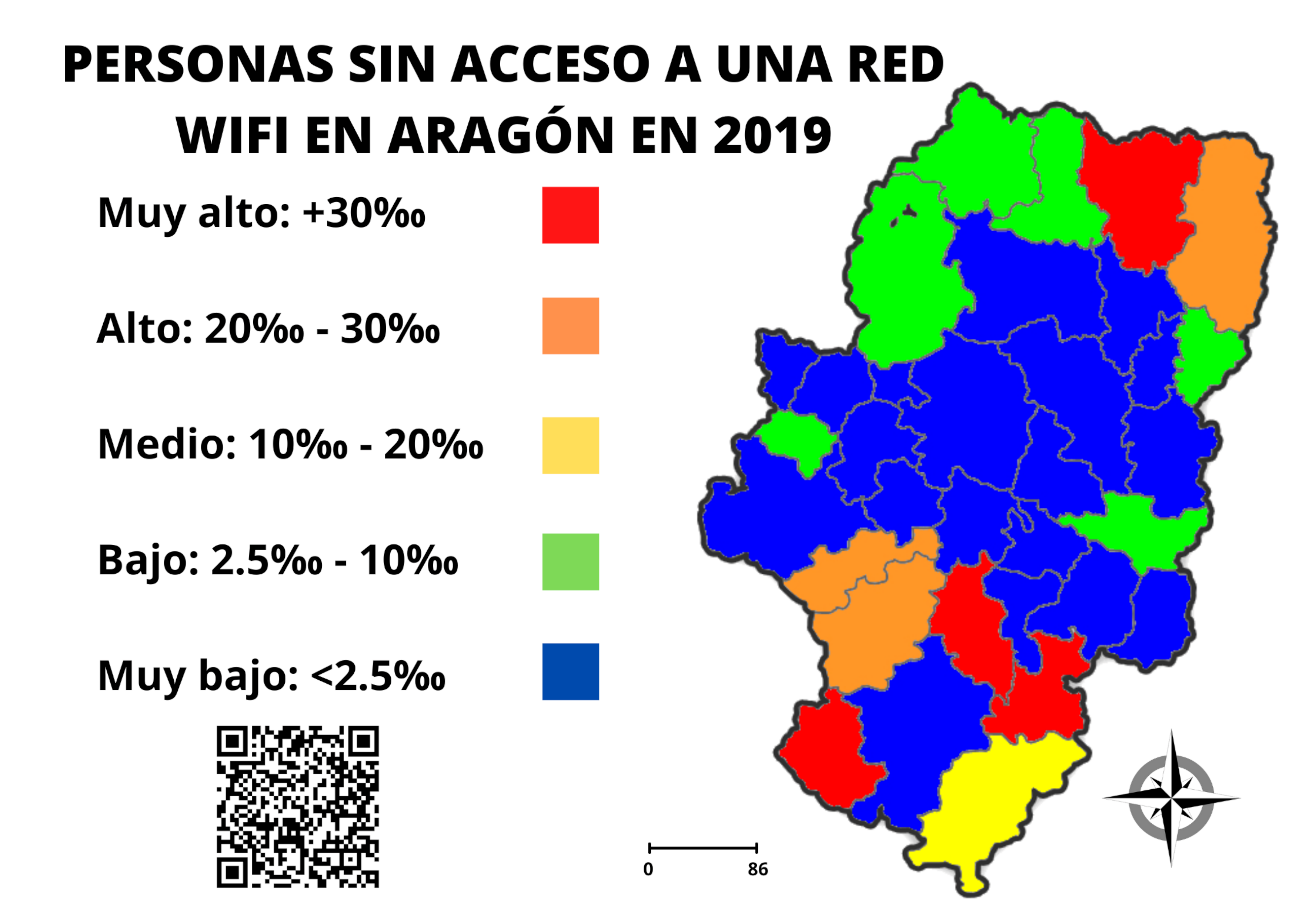 PERSONAS SIN ACCESO A UNA RED
WIFI EN ARAGÓN EN 2019
Muy alto: +30‰
Alto: 20‰ - 30‰
Medio: 10‰ - 20‰
Bajo: 2.5‰ - 10‰
Muy bajo: <2.5‰
0 86